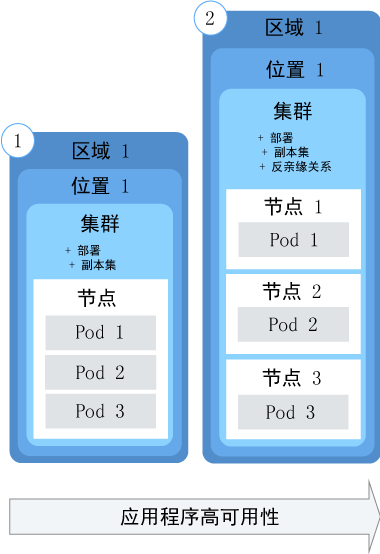 1
区域 1
位置 1
集群
+ 部署
+ 副本集
节点
Pod 1
Pod 2
Pod 3
2
区域 1
位置 1
集群
+ 部署
+ 副本集
+ 反亲缘关系
节点 1
Pod 1
节点 2
Pod 2
节点 3
Pod 3
应用程序高可用性